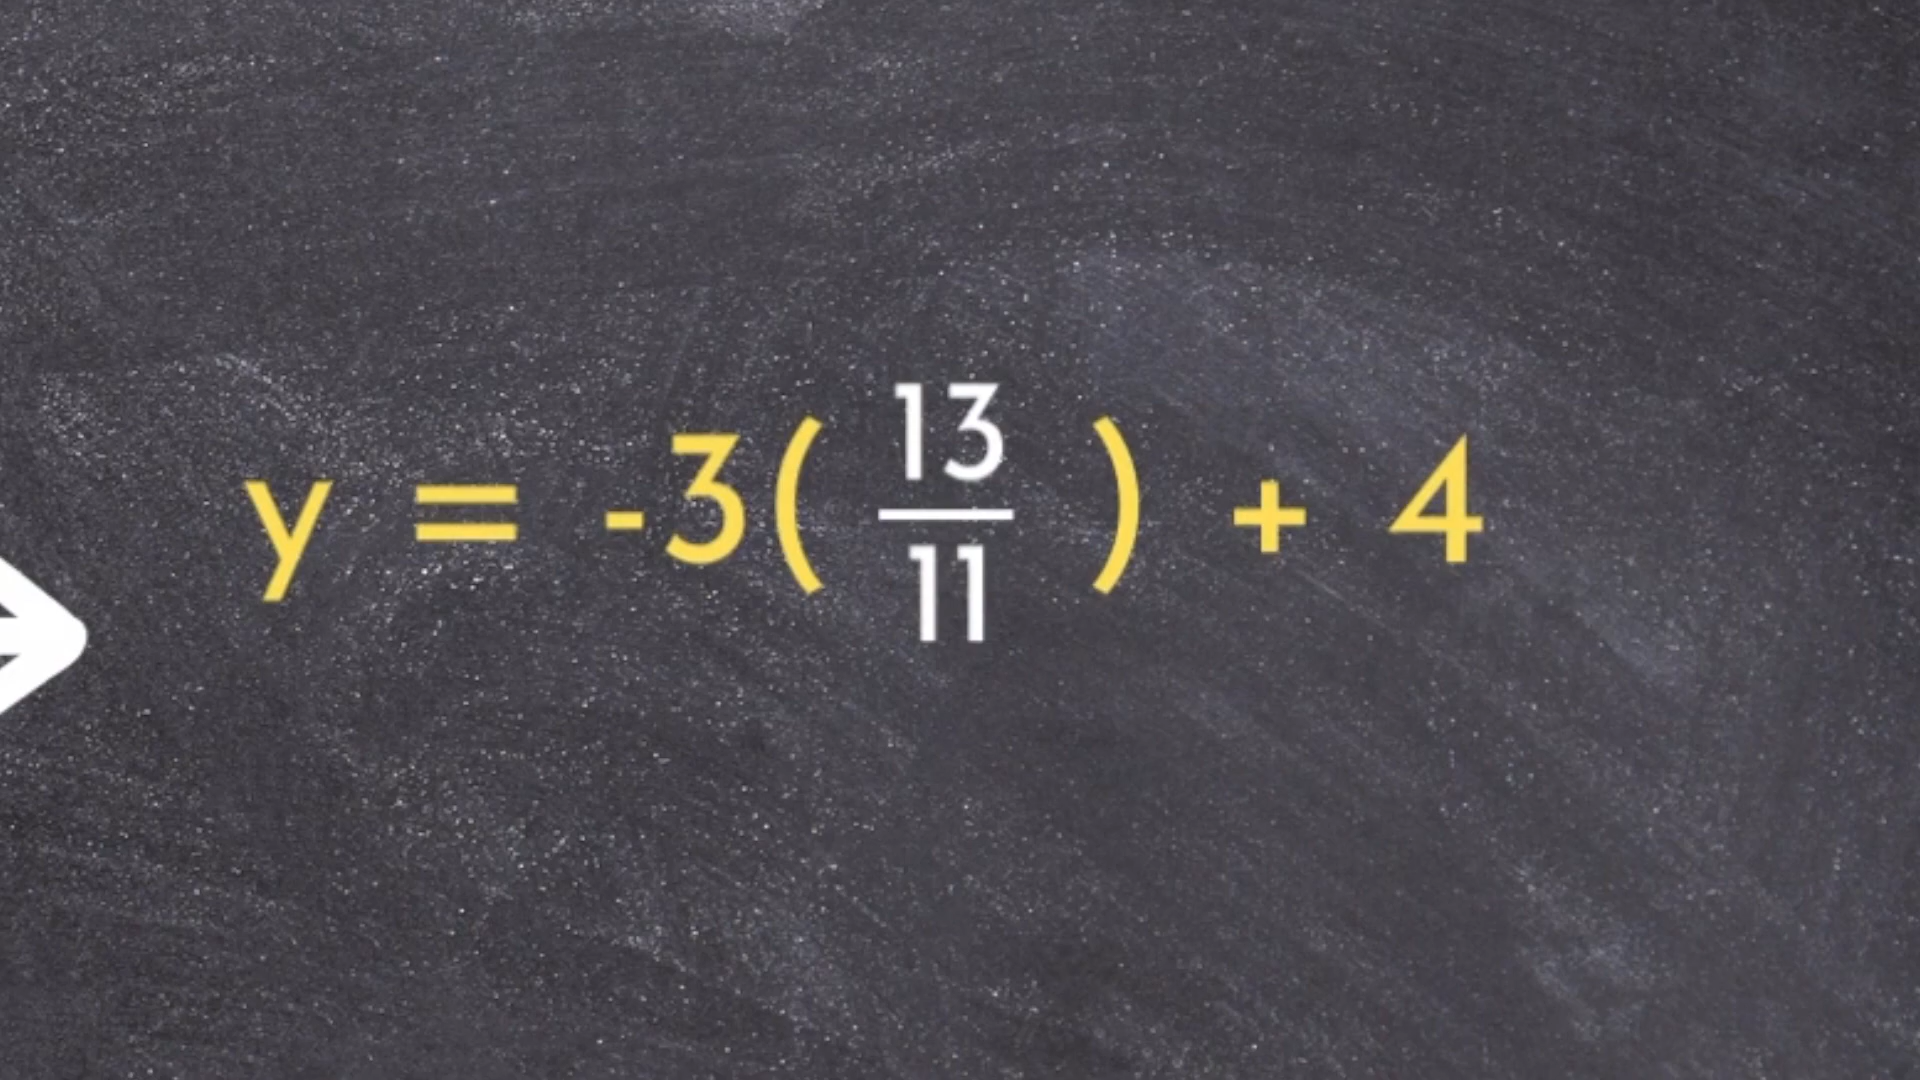 y = -3( 13/11 ) + 4